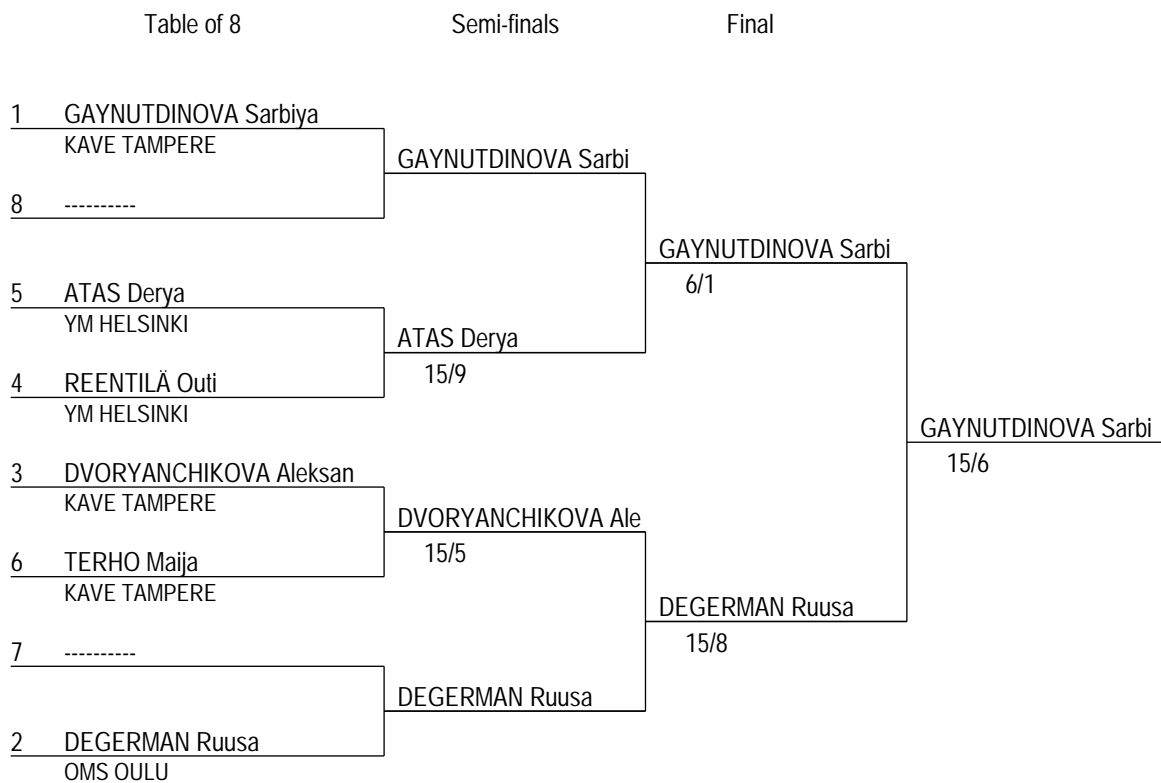 Table of 8 Semi-finals Final
1 GAYNUTDINOVA Sarbiya
KAVE TAMPERE
GAYNUTDINOVA Sarbi
8 ----------
GAYNUTDINOVA Sarbi
6/1
5 ATAS Derya
YM HELSINKI
ATAS Derya
15/9
4 REENTILÄ Outi
YM HELSINKI
GAYNUTDINOVA Sarbi
15/6
3 DVORYANCHIKOVA Aleksan
KAVE TAMPERE
DVORYANCHIKOVA Ale
15/5
6 TERHO Maija
KAVE TAMPERE
DEGERMAN Ruusa
15/8
7 ----------
DEGERMAN Ruusa
2 DEGERMAN Ruusa
OMS OULU